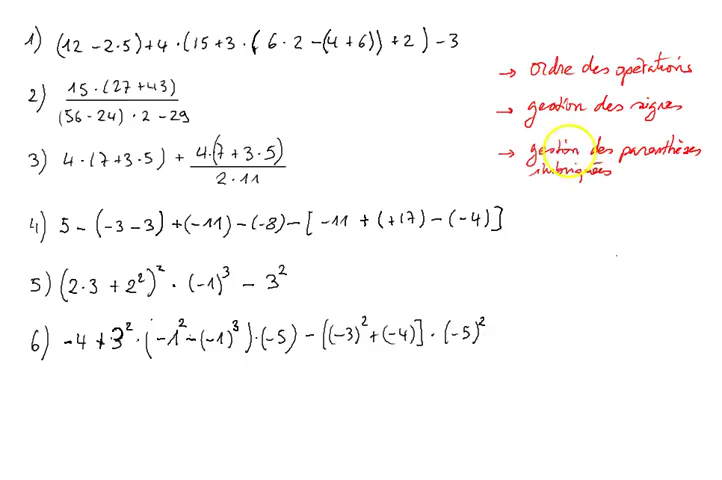 1) (12 - 2·5) + 4 · (15 + 3 · (6·2 - (4+6)) + 2) - 3
→ ordre des opérations
2) 15 · (27 + 43)
(56 - 24) · 2 - 29
→ gestion des signes
→ gestion des parenthèses
imbriquées
3) 4 · (7 + 3·5) + 4·(7 + 3·5)
2 · 11
4) 5 - (-3 - 3] + (-11) - (-8) - [-11 + (+17) - (-4)]
5) (2·3 + 2²)² · (-1)³ - 3²
6) -4 + 3² · (-1² - (-1)³) · (-5) - [(-3)² + (-4)] · (-5)²